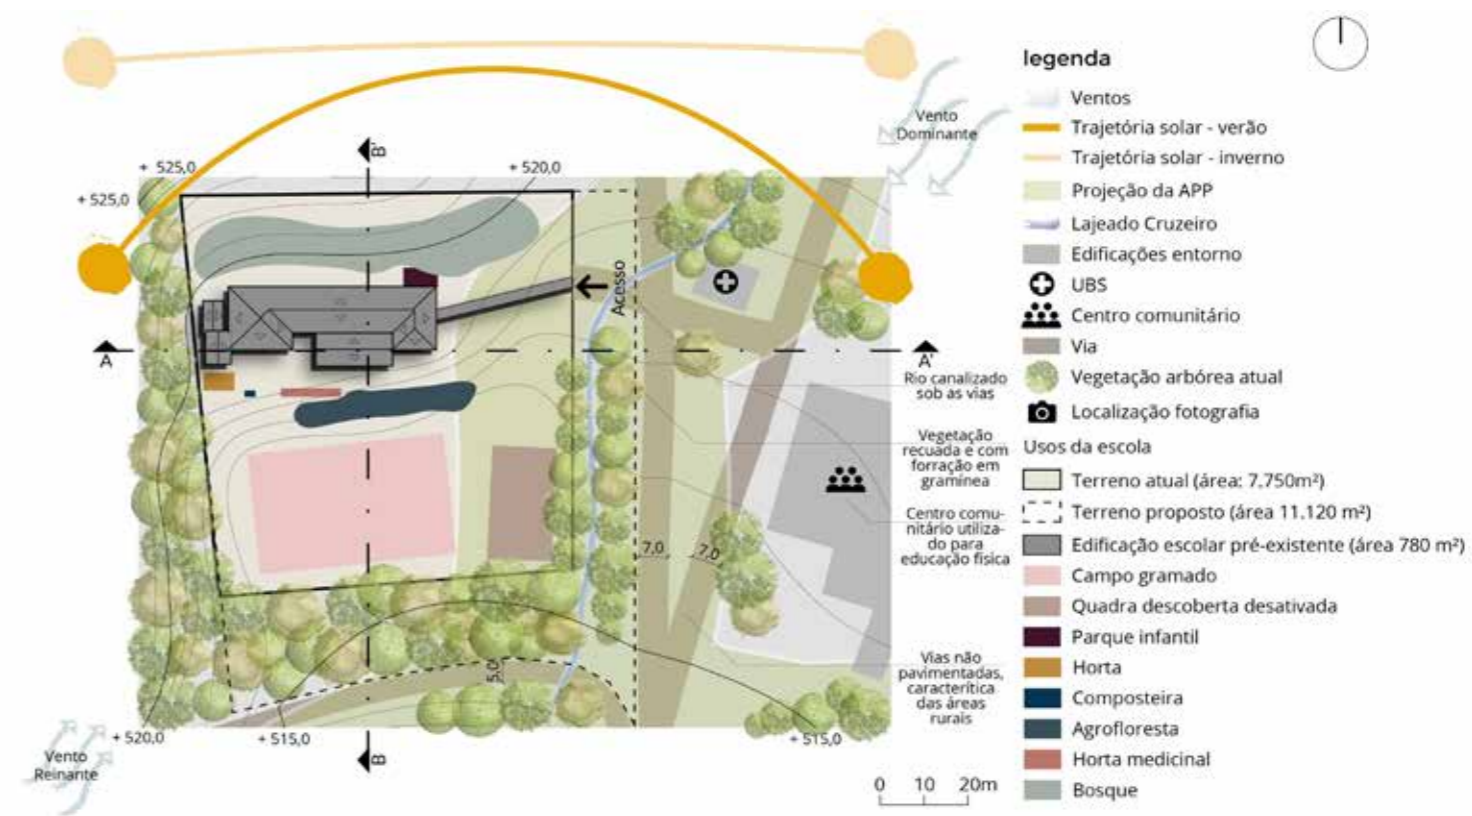 Vento
Dominante
+ 525,0
+ 520,0
B'
+ 525,0
Acesso
A
A'
Rio canalizado
sob as vias
Vegetação
recuada e com
forração em
gramínea
Centro comu-
nitário utiliza-
do para
educação física
7,0
7,0
Vias não
pavimentadas,
caracterítica
das áreas
rurais
5,0
+ 520,0
+ 515,0
B
+ 515,0
Vento
Reinante
0 10 20m
legenda
Ventos
Trajetória solar - verão
Trajetória solar - inverno
Projeção da APP
Lajeado Cruzeiro
Edificações entorno
UBS
Centro comunitário
Via
Vegetação arbórea atual
Localização fotografia
Usos da escola
Terreno atual (área: 7.750m²)
Terreno proposto (área 11.120 m²)
Edificação escolar pré-existente (área 780 m²)
Campo gramado
Quadra descoberta desativada
Parque infantil
Horta
Composteira
Agrofloresta
Horta medicinal
Bosque